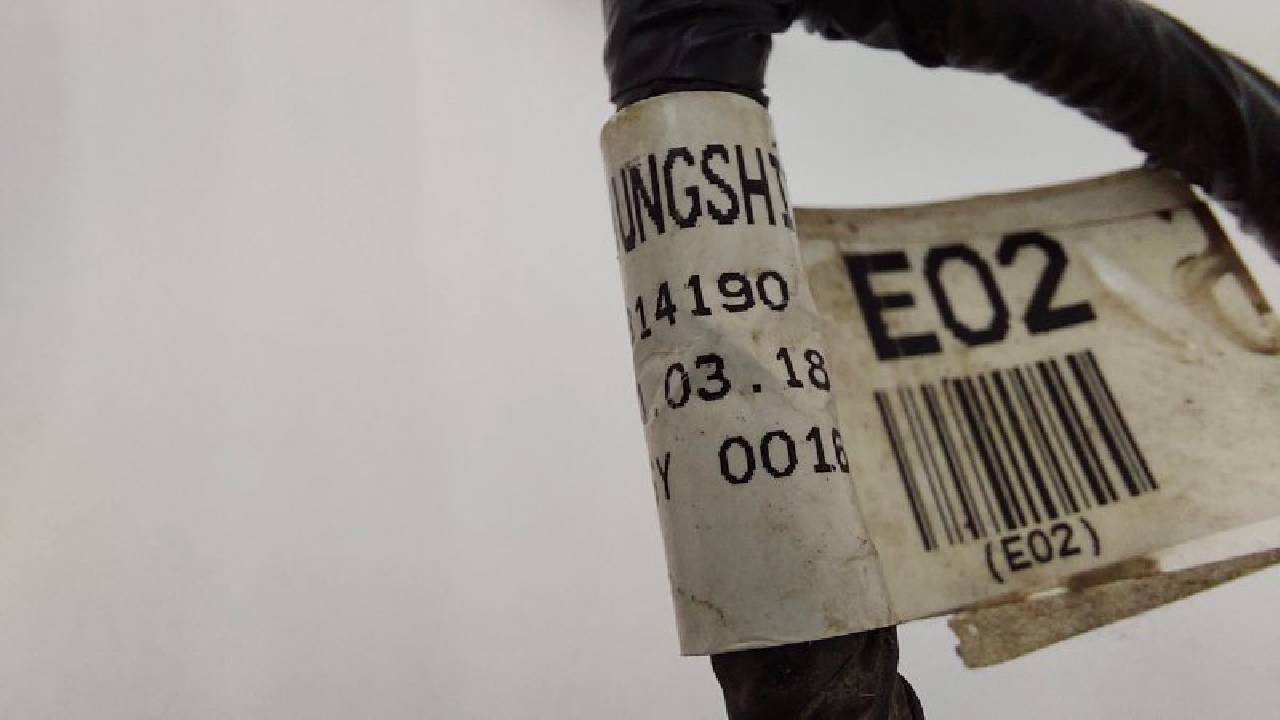 UNGSHI
14190
.03.18
Y 0016
E02
(E02)